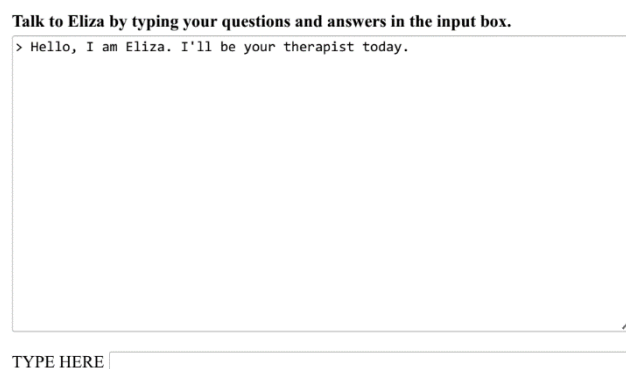 Talk to Eliza by typing your questions and answers in the input box.
> Hello, I am Eliza. I'll be your therapist today.
TYPE HERE